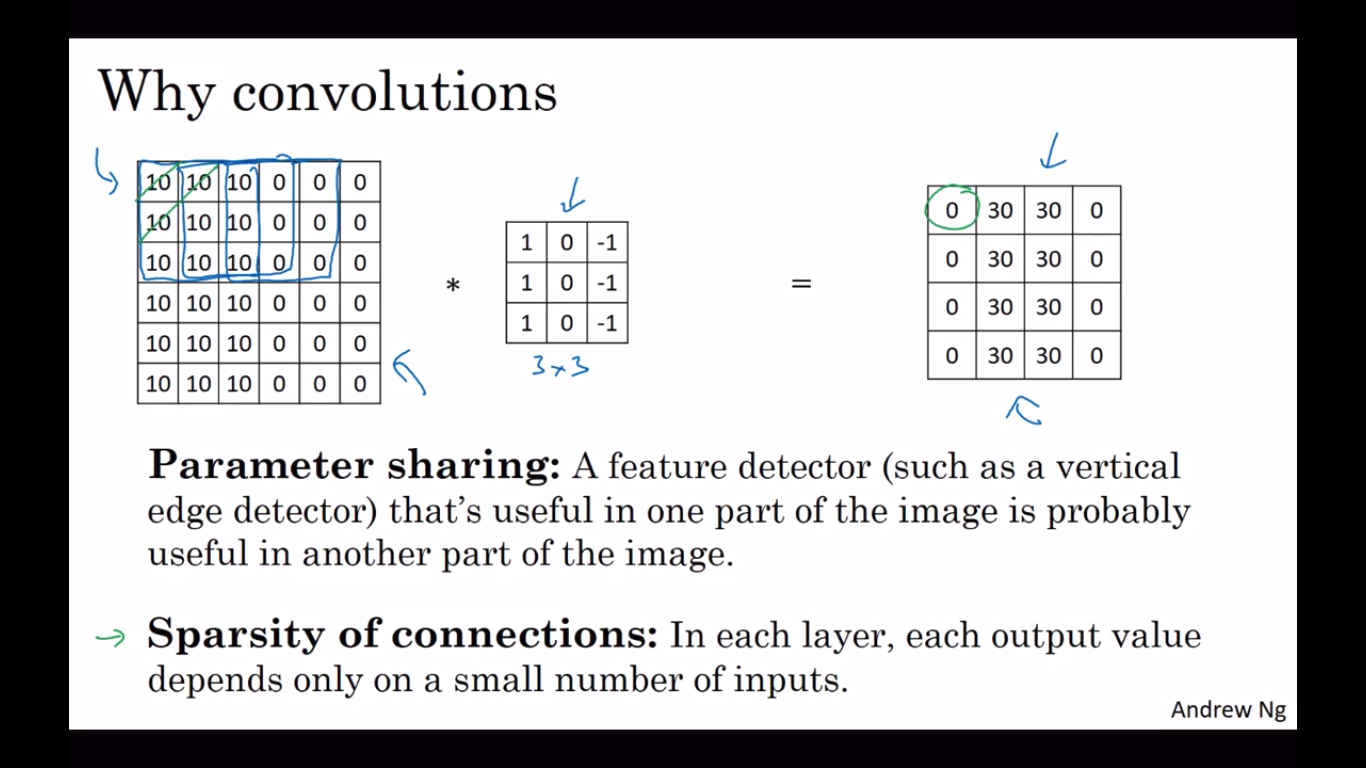 Why convolutions
10 10 10 0 0 0
10 10 10 0 0 0
10 10 10 0 0 0
10 10 10 0 0 0
10 10 10 0 0 0
10 10 10 0 0 0
*
1 0 -1
1 0 -1
1 0 -1
3×3
=
0 30 30 0
0 30 30 0
0 30 30 0
0 30 30 0
Parameter sharing: A feature detector (such as a vertical
edge detector) that’s useful in one part of the image is probably
useful in another part of the image.
→ Sparsity of connections: In each layer, each output value
depends only on a small number of inputs.
Andrew Ng